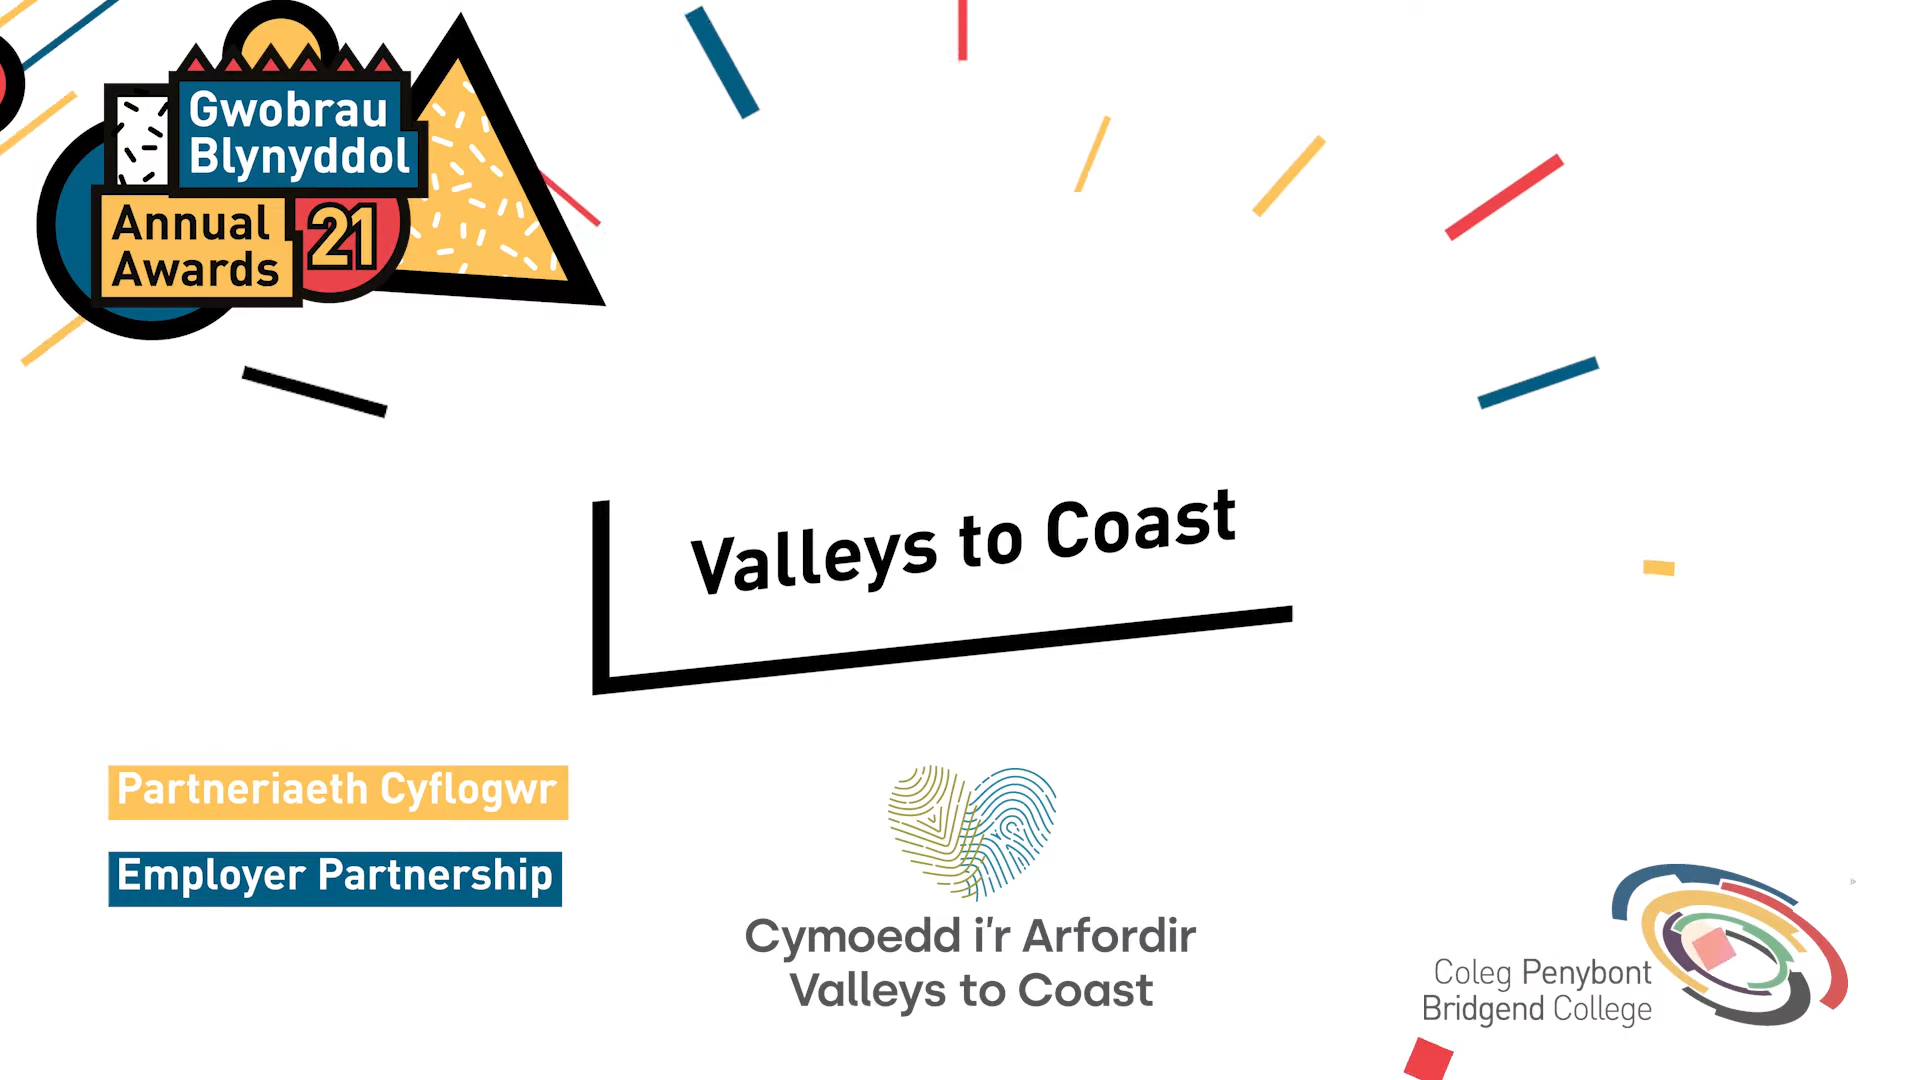 Gwobrau
Blynyddol
Annual
Awards
21
Valleys to Coast
Partneriaeth Cyflogwr
Employer Partnership
Cymoedd i'r Arfordir
Valleys to Coast
Coleg Penybont
Bridgend College